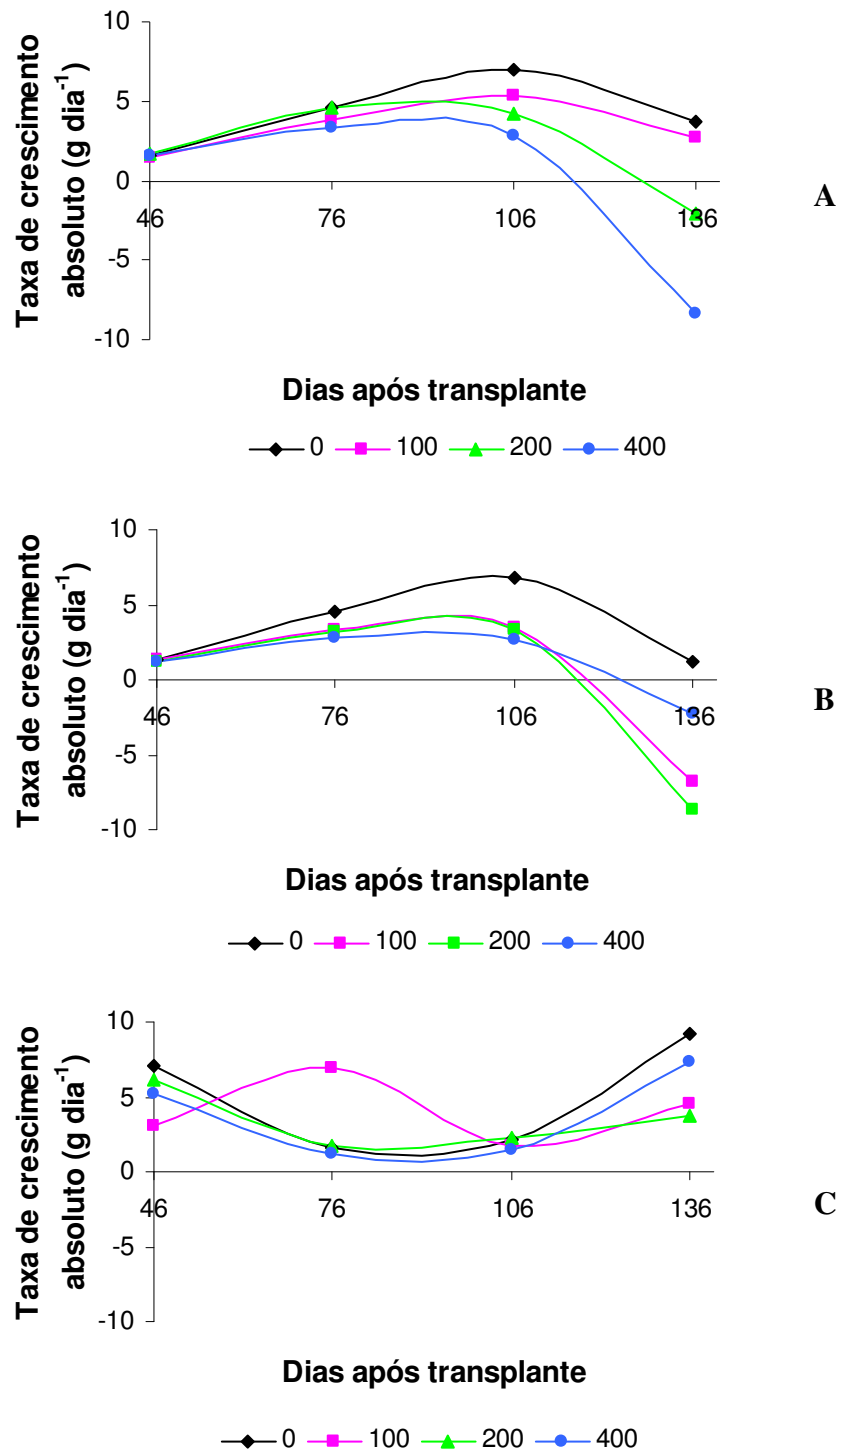 10
5
0
-5
-10
Taxa de crescimento
absoluto (g dia-1)
46 76 106 136
A
Dias após transplante
0 100 200 400
10
5
0
-5
-10
Taxa de crescimento
absoluto (g dia-1)
46 76 106 136
B
Dias após transplante
0 100 200 400
10
5
0
-5
-10
Taxa de crescimento
absoluto (g dia-1)
46 76 106 136
C
Dias após transplante
0 100 200 400